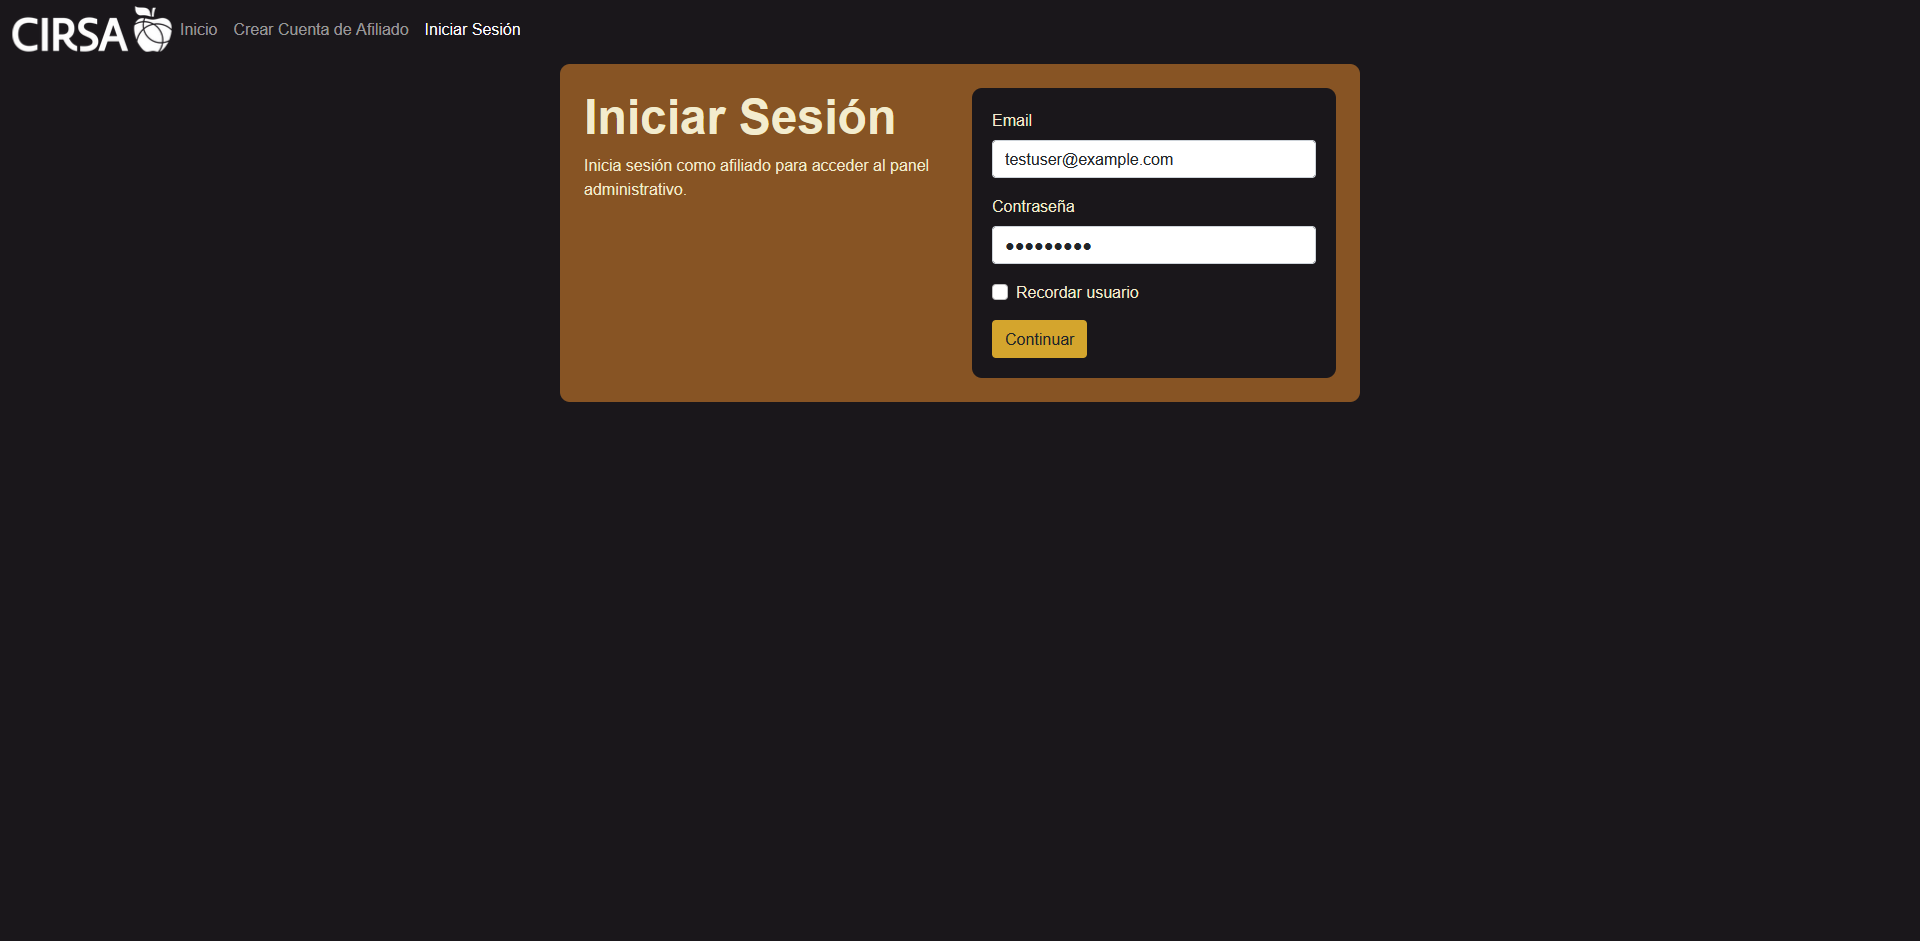 CIRSA
Inicio
Crear Cuenta de Afiliado
Iniciar Sesión
Iniciar Sesión
Inicia sesión como afiliado para acceder al panel
administrativo.
Email
testuser@example.com
Contraseña
●●●●●●●●●
Recordar usuario
Continuar